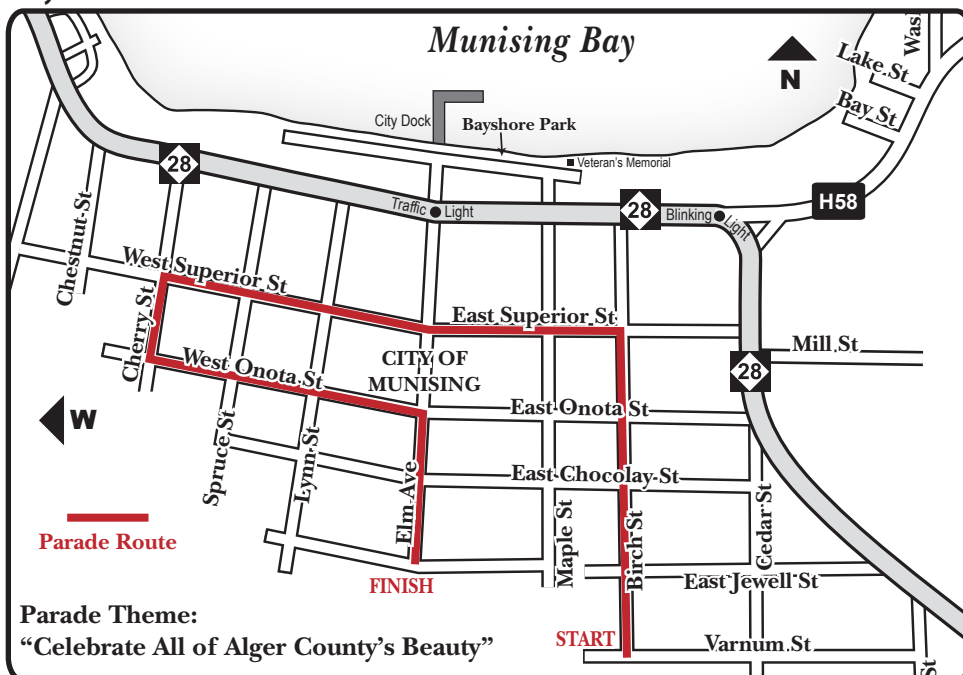 Munising Bay
N
Lake St
Bay St
City Dock
Bayshore Park
Veteran's Memorial
28
Traffic
Light
28
Blinking
Light
H58
Chestnut St
West Superior St
East Superior St
Mill St
28
Cherry St
West Onota St
CITY OF
MUNISING
East Onota St
W
Spruce St
Lynn St
Elm Ave
East Chocolay St
Maple St
Birch St
Cedar St
Parade Route
FINISH
East Jewell St
Parade Theme:
"Celebrate All of Alger County's Beauty"
START
Varnum St
St